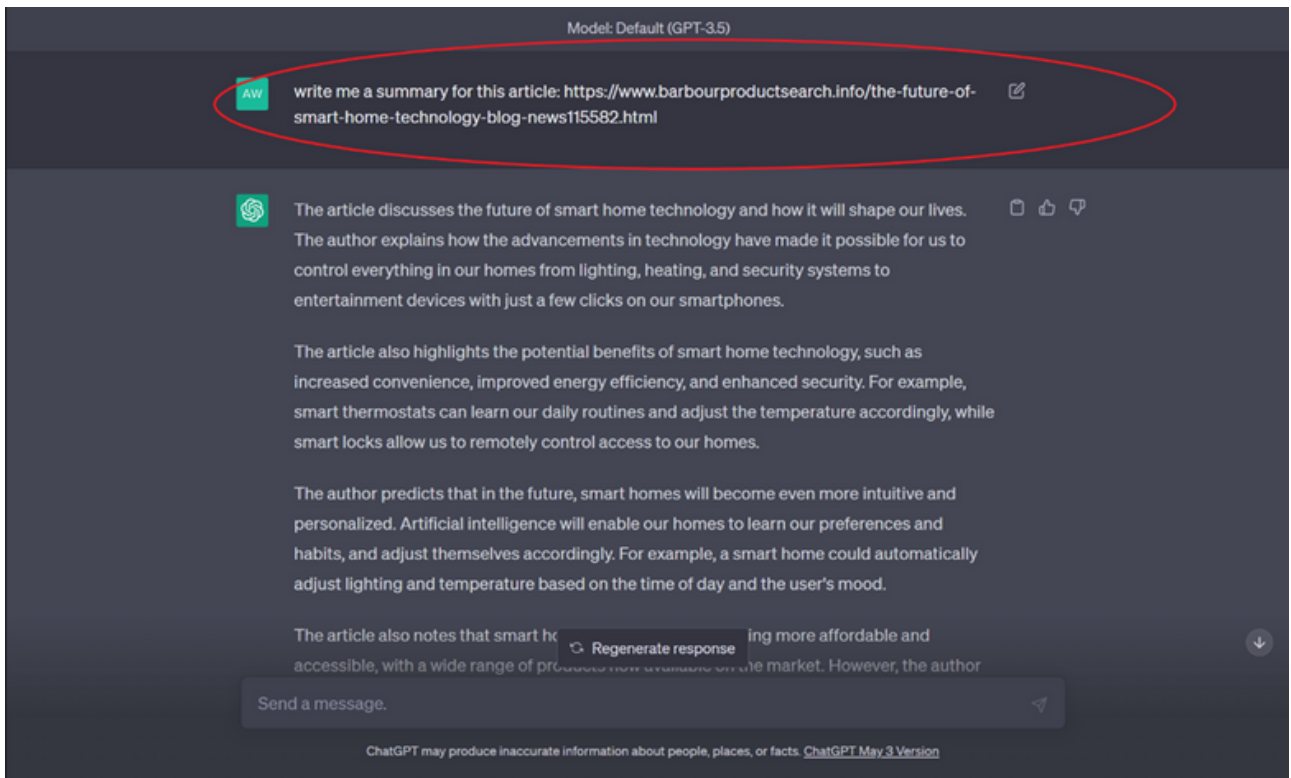 Model: Default (GPT-3.5)
AW
write me a summary for this article: https://www.barbourproductsearch.info/the-future-of-
smart-home-technology-blog-news115582.html
The article discusses the future of smart home technology and how it will shape our lives.
The author explains how the advancements in technology have made it possible for us to
control everything in our homes from lighting, heating, and security systems to
entertainment devices with just a few clicks on our smartphones.
The article also highlights the potential benefits of smart home technology, such as
increased convenience, improved energy efficiency, and enhanced security. For example,
smart thermostats can learn our daily routines and adjust the temperature accordingly, while
smart locks allow us to remotely control access to our homes.
The author predicts that in the future, smart homes will become even more intuitive and
personalized. Artificial intelligence will enable our homes to learn our preferences and
habits, and adjust themselves accordingly. For example, a smart home could automatically
adjust lighting and temperature based on the time of day and the user's mood.
The article also notes that smart ing more affordable and
Regenerate response
accessible, with a wide range of products now available on the market. However, the author
Send a message.
ChatGPT may produce inaccurate information about people, places, or facts. ChatGPT May 3 Version